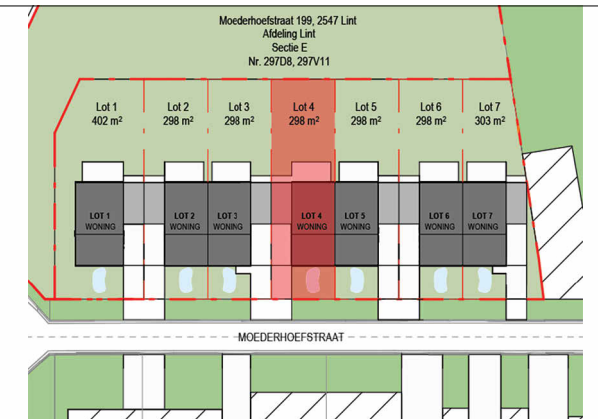 Moederhoefstraat 199, 2547 Lint
Afdeling Lint
Sectie E
Nr. 297D8, 297V11
Lot 1
402 m²
Lot 2
298 m²
Lot 3
298 m²
Lot 4
298 m²
Lot 5
298 m²
Lot 6
298 m²
Lot 7
303 m²
LOT 1
WONING
LOT 2
WONING
LOT 3
WONING
LOT 4
WONING
LOT 5
WONING
LOT 6
WONING
LOT 7
WONING
MOEDERHOEFSTRAAT